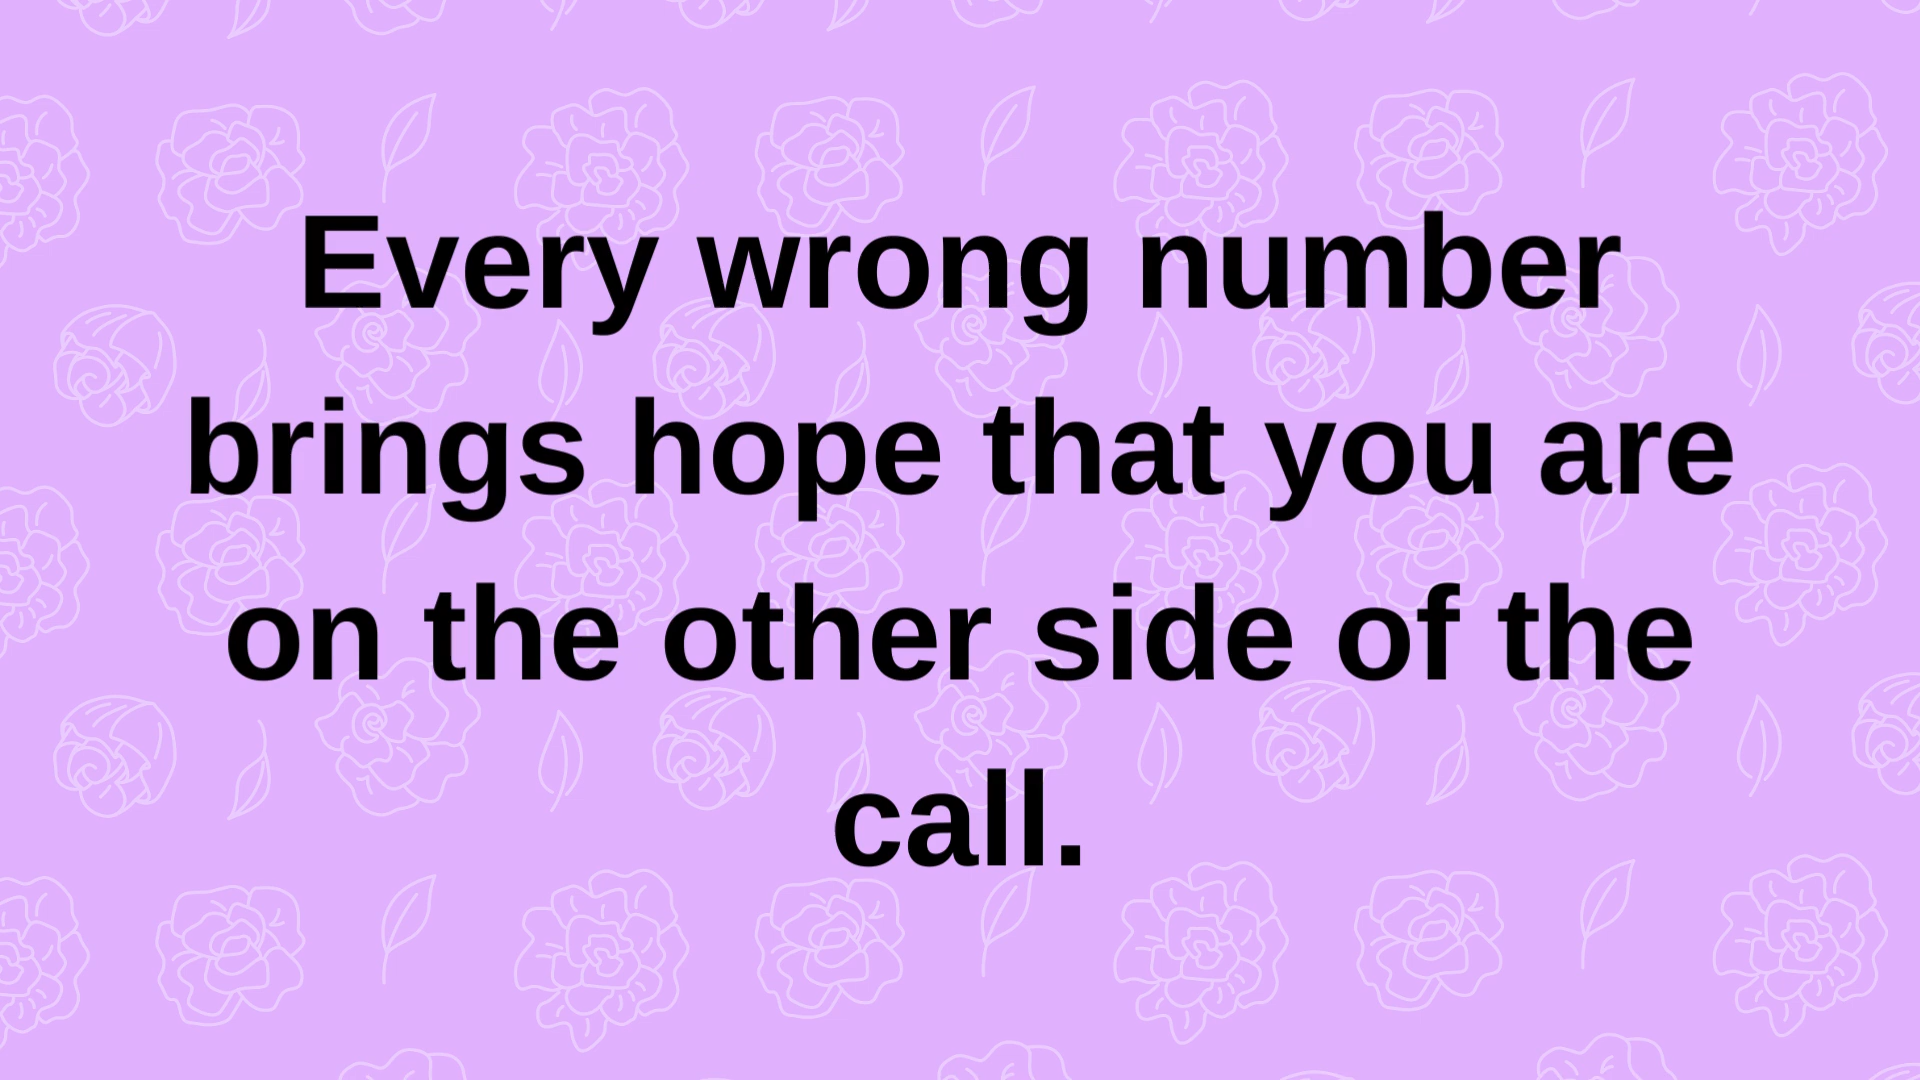 Every wrong number
brings hope that you are
on the other side of the
call.